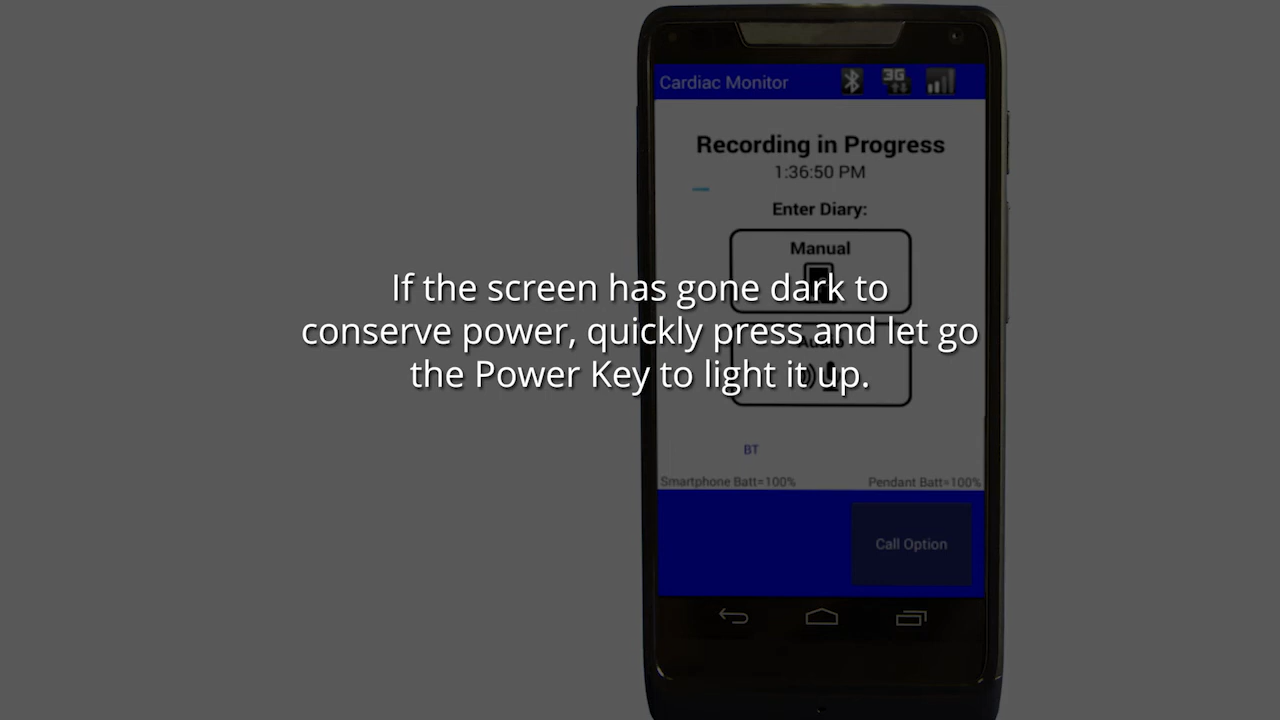 Cardiac Monitor 3G
Recording in Progress
1:36:50 PM
Enter Diary:
Manual
If the screen has gone dark to
conserve power, quickly press and let go
the Power Key to light it up.
Audio
BT
Smartphone Batt=100% Pendant Batt=100%
Call Option